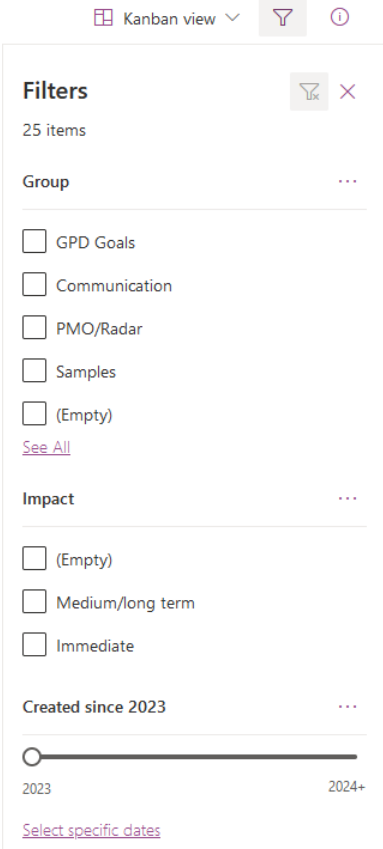 Kanban view
Filters
25 items
Group
GPD Goals
Communication
PMO/Radar
Samples
(Empty)
See All
Impact
(Empty)
Medium/long term
Immediate
Created since 2023
2023 2024+
Select specific dates